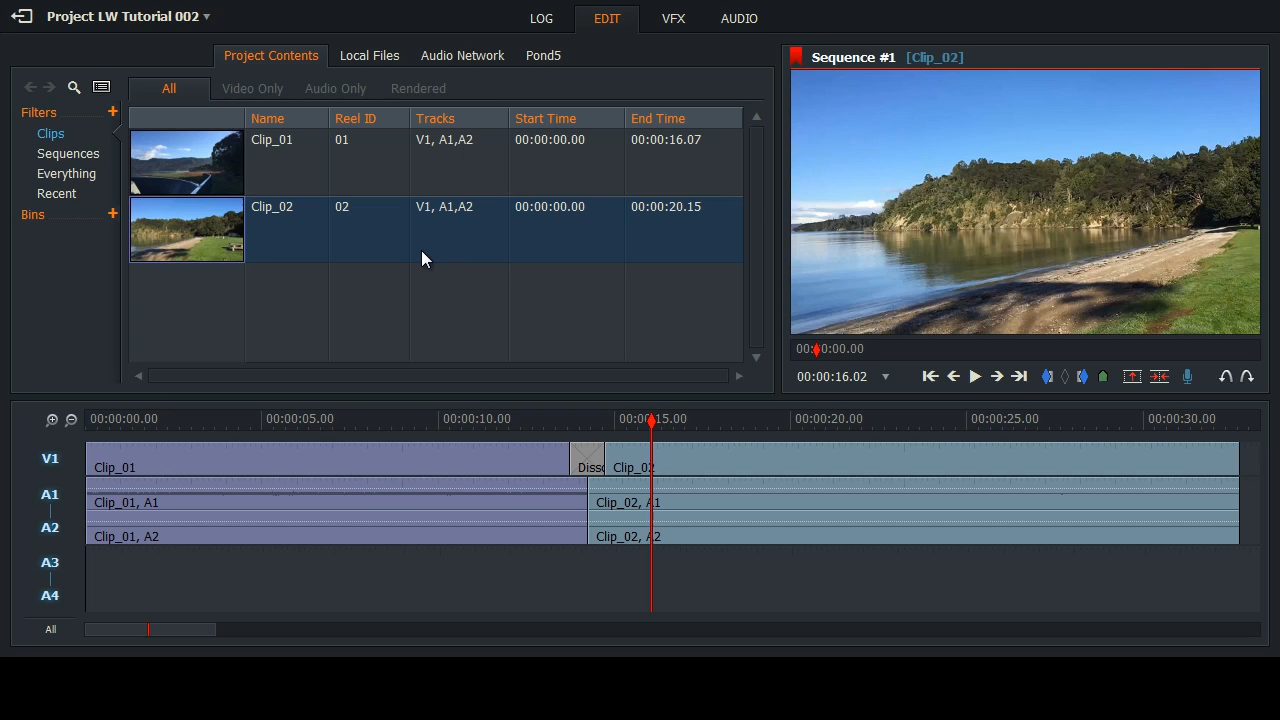 Project LW Tutorial 002
LOG EDIT VFX AUDIO
Project Contents Local Files Audio Network Pond5
Sequence #1 [Clip_02]
All Video Only Audio Only Rendered
Filters +
Clips
Sequences
Everything
Recent
Bins +
Name Reel ID Tracks Start Time End Time
Clip_01 01 V1, A1,A2 00:00:00.00 00:00:16.07
Clip_02 02 V1, A1,A2 00:00:00.00 00:00:20.15
00:00:16.02
00:00:00.00 00:00:05.00 00:00:10.00 00:00:20.00 00:00:25.00 00:00:30.00
V1 Clip_01
A1 Clip_01, A1 Clip_02, A1
A2 Clip_01, A2 Clip_02, A2
A3
A4
All